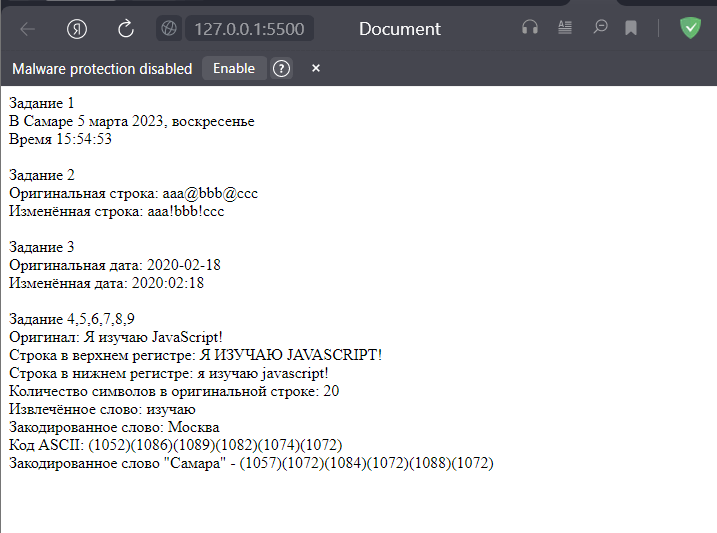 Я 127.0.0.1:5500 Document
Malware protection disabled Enable ? ×
Задание 1
В Самаре 5 марта 2023, воскресенье
Время 15:54:53
Задание 2
Оригинальная строка: aaa@bbb@ccc
Изменённая строка: aaa!bbb!ccc
Задание 3
Оригинальная дата: 2020-02-18
Изменённая дата: 2020:02:18
Задание 4,5,6,7,8,9
Оригинал: Я изучаю JavaScript!
Строка в верхнем регистре: Я ИЗУЧАЮ JAVASCRIPT!
Строка в нижнем регистре: я изучаю javascript!
Количество символов в оригинальной строке: 20
Извлечённое слово: изучаю
Закодированное слово: Москва
Код ASCII: (1052)(1086)(1089)(1082)(1074)(1072)
Закодированное слово "Самара" - (1057)(1072)(1084)(1072)(1088)(1072)